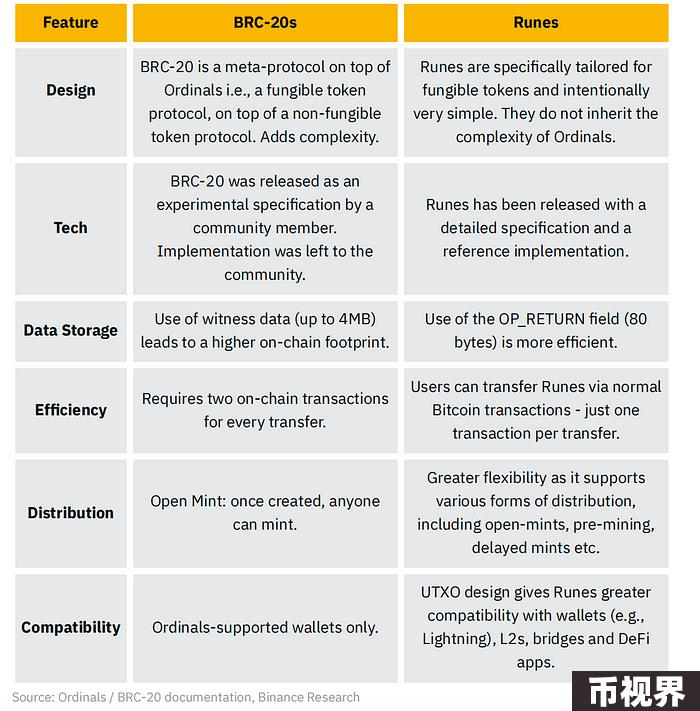 Feature
BRC-20s
Runes
Design
BRC-20 is a meta-protocol on top of
Ordinals i.e., a fungible token
protocol, on top of a non-fungible
token protocol. Adds complexity.
Runes are specifically tailored for
fungible tokens and intentionally
very simple. They do not inherit the
complexity of Ordinals.
Tech
BRC-20 was released as an
experimental specification by a
community member.
Implementation was left to the
community.
Runes has been released with a
detailed specification and a
reference implementation.
Data Storage
Use of witness data (up to 4MB)
leads to a higher on-chain footprint.
Use of the OP_RETURN field (80
bytes) is more efficient.
Efficiency
Requires two on-chain transactions
for every transfer.
Users can transfer Runes via normal
Bitcoin transactions - just one
transaction per transfer.
Distribution
Open Mint: once created, anyone
can mint.
Greater flexibility as it supports
various forms of distribution,
including open-mints, pre-mining,
delayed mints etc.
Compatibility
Ordinals-supported wallets only.
UTXO design gives Runes greater
compatibility with wallets (e.g.,
Lightning), L2s, bridges and DeFi
apps.
Source: Ordinals / BRC-20 documentation, Binance Research
币视界